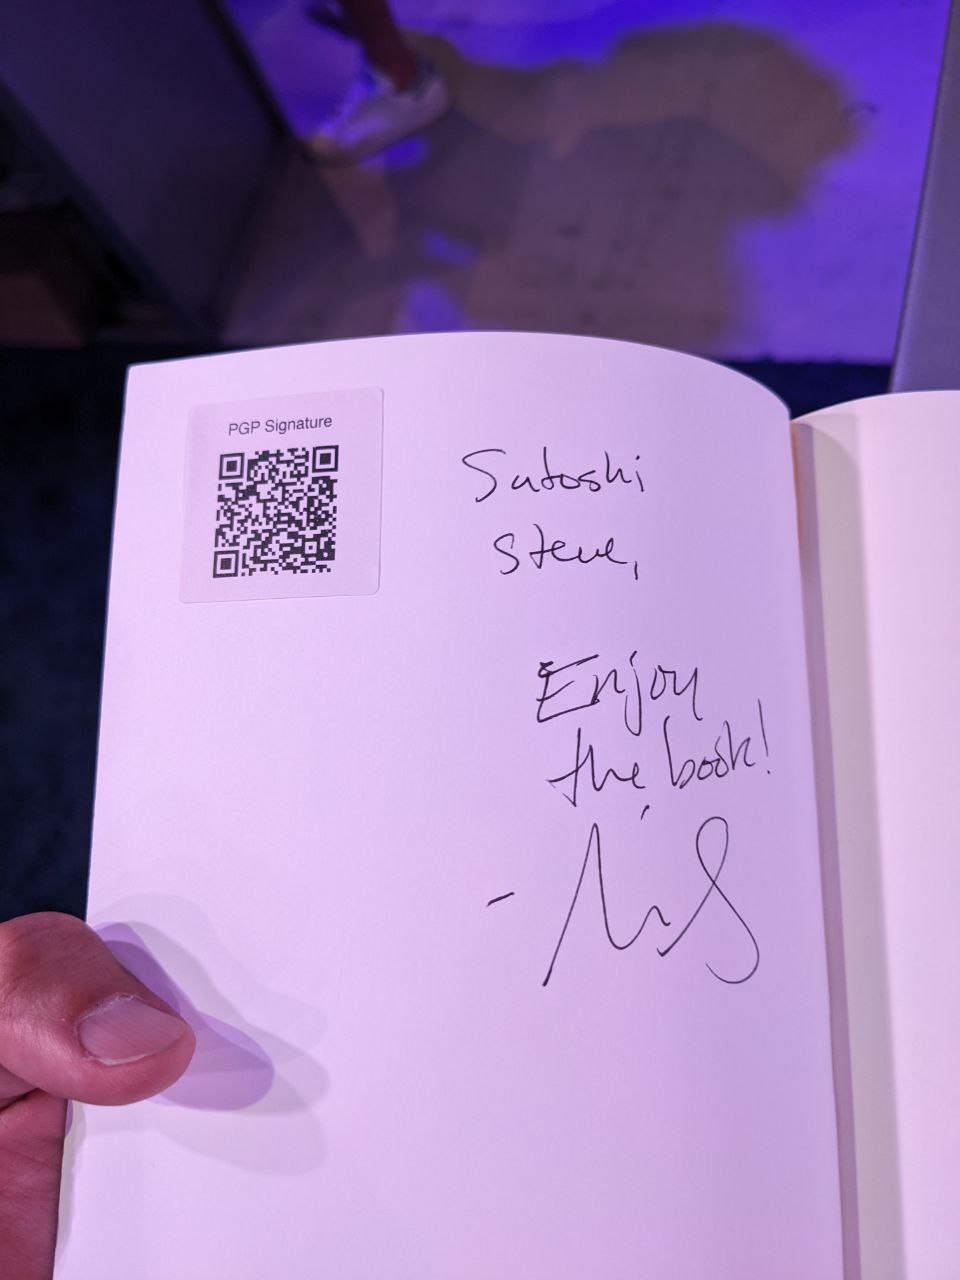 PGP Signature
Satoshi
Steve,
Enjoy
the book!